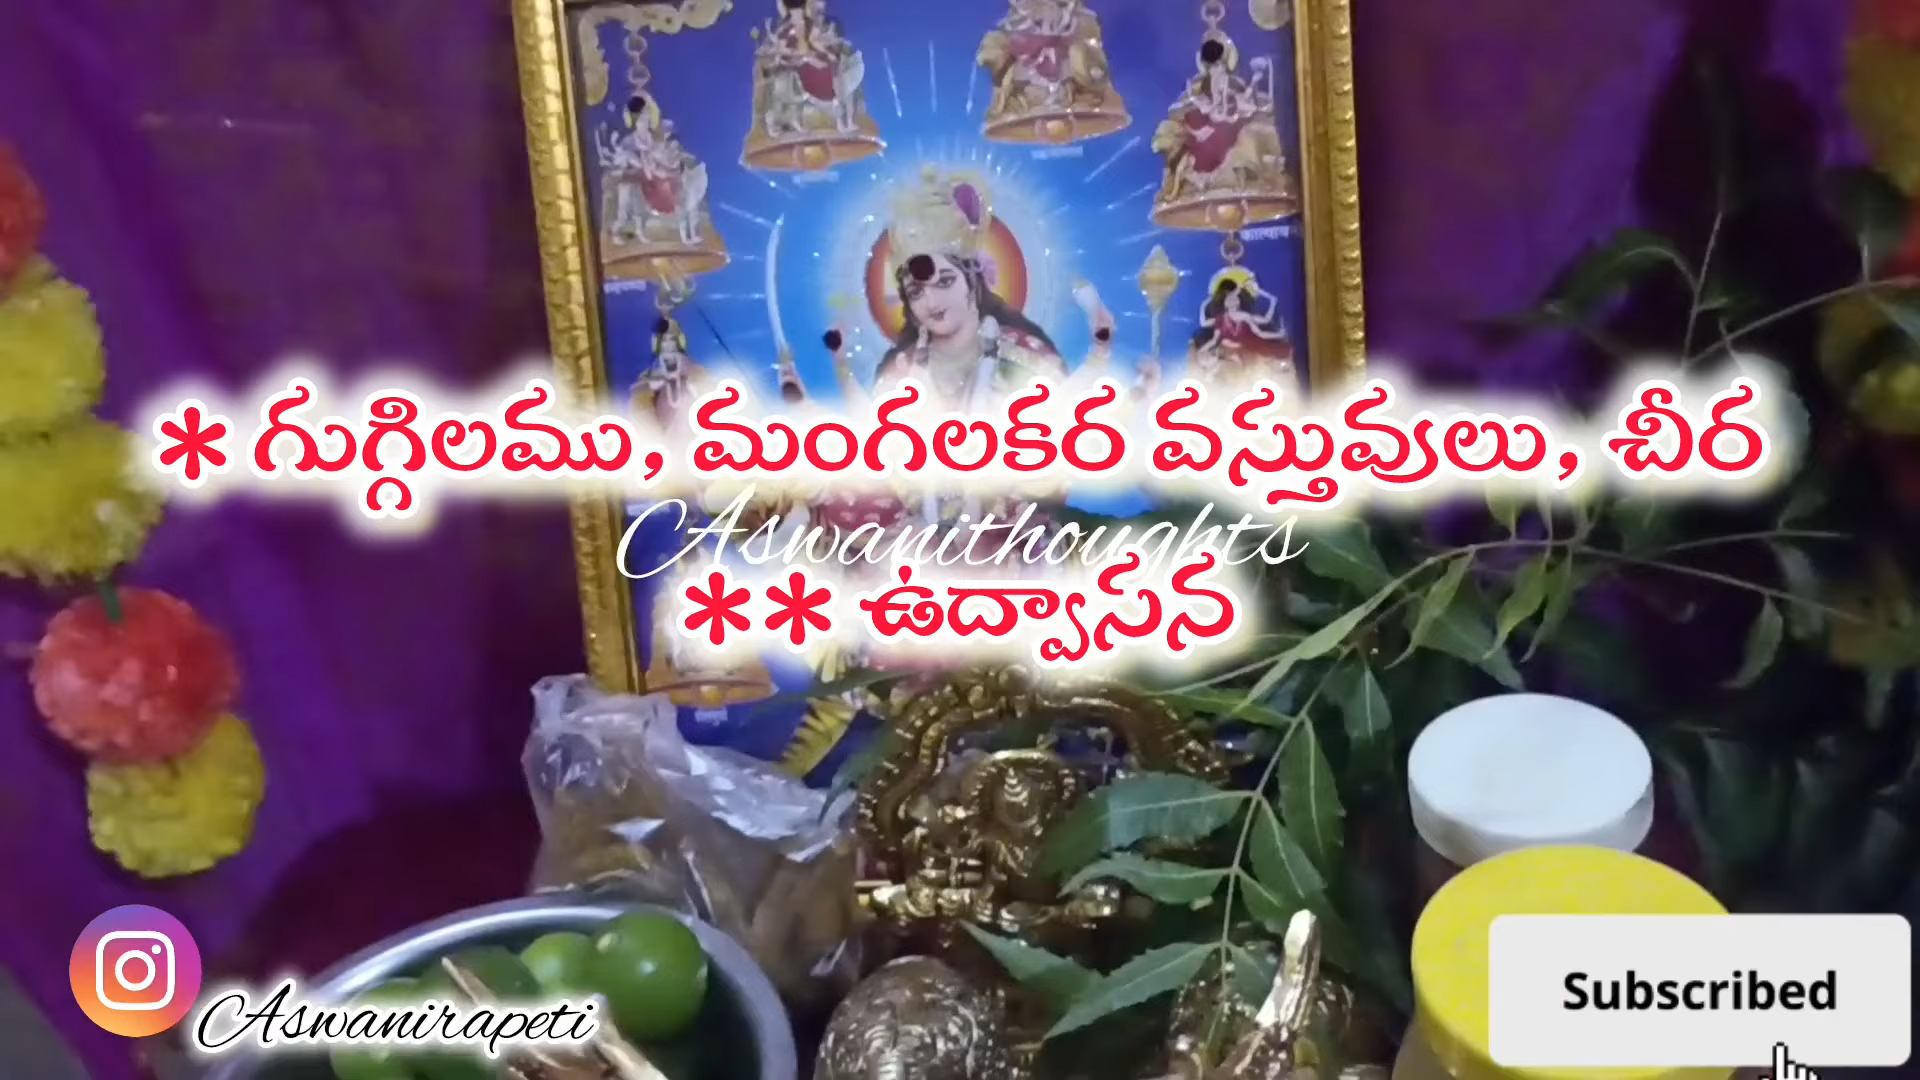 * గుగ్గిలము, మంగలకర వస్తువులు, చీర
Aswanithoughts
** ఉద్వాసన
Aswanirapeti
Subscribed